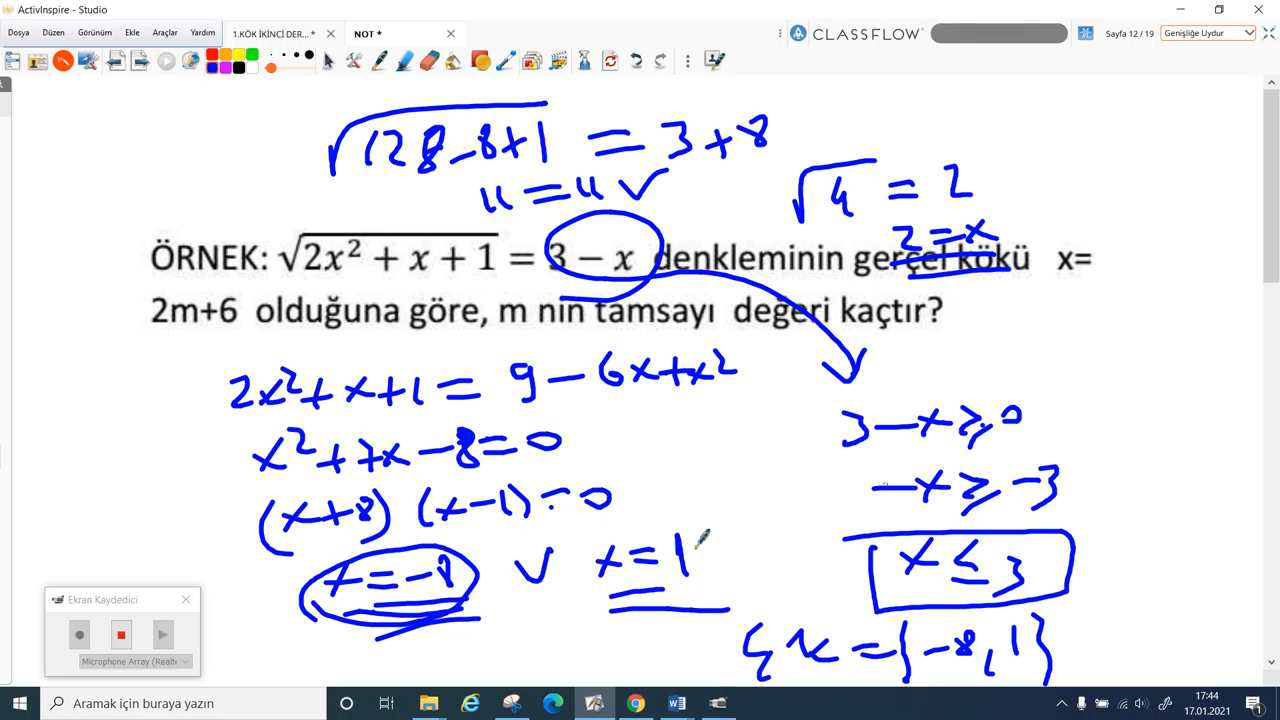 ActivInspire - Studio
Dosya Düzen Görünüm Ekle Araçlar Yardım
1.KÖK İKİNCİ DER...* NOT *
CLASSFLOW
Sayfa 12 / 19
Genişliğe Uydur
√128-8+1 = 3+8
11 = 11 ✓
√4 = 2
2 = x
ÖRNEK: √2x² + x + 1 = 3 − x denkleminin gerçel kökü x=
2m+6 olduğuna göre, m nin tamsayı değeri kaçtır?
2x²+x+1 = 9-6x+x²
x²+7x-8=0
(x+8) (x-1)=0
x=-8 ∨ x=1
3-x≥0
-x≥-3
x≤3
Ç.K={-8,1}
Ekran Kaydedici
Microphone Array (Realte
Aramak için buraya yazın
17:44
17.01.2021
1